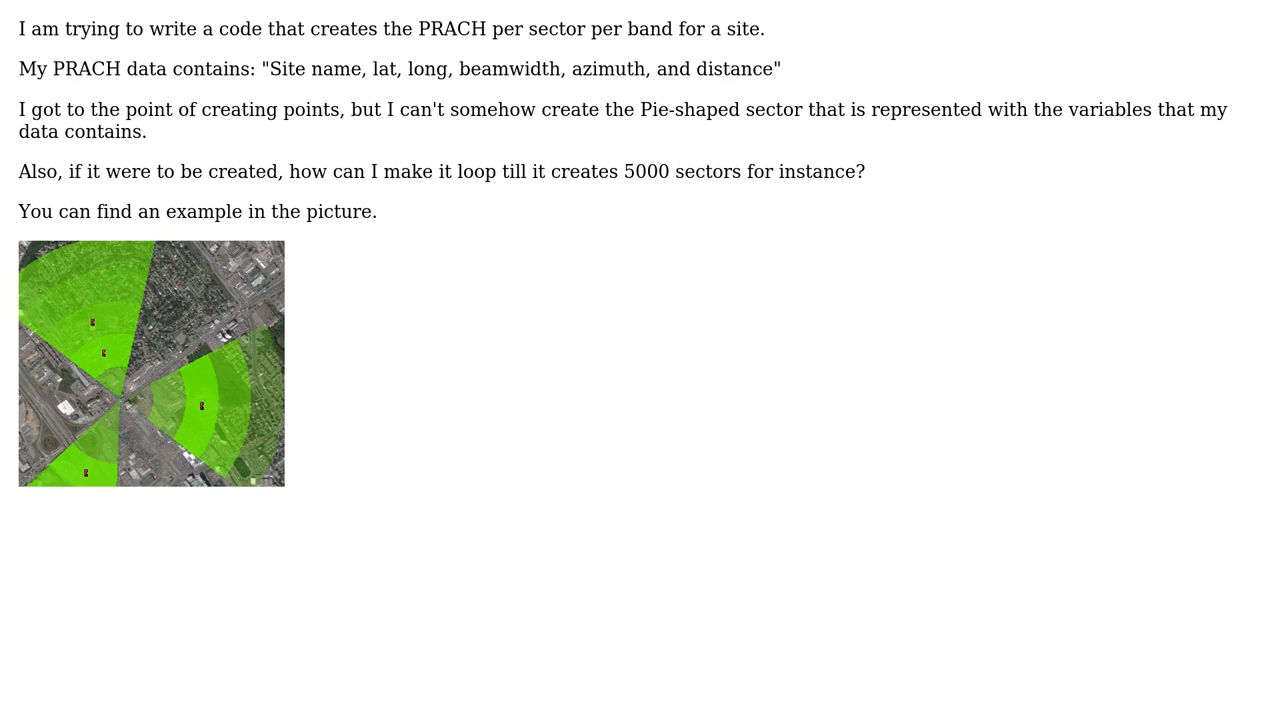 I am trying to write a code that creates the PRACH per sector per band for a site.
My PRACH data contains: "Site name, lat, long, beamwidth, azimuth, and distance"
I got to the point of creating points, but I can't somehow create the Pie-shaped sector that is represented with the variables that my
data contains.
Also, if it were to be created, how can I make it loop till it creates 5000 sectors for instance?
You can find an example in the picture.